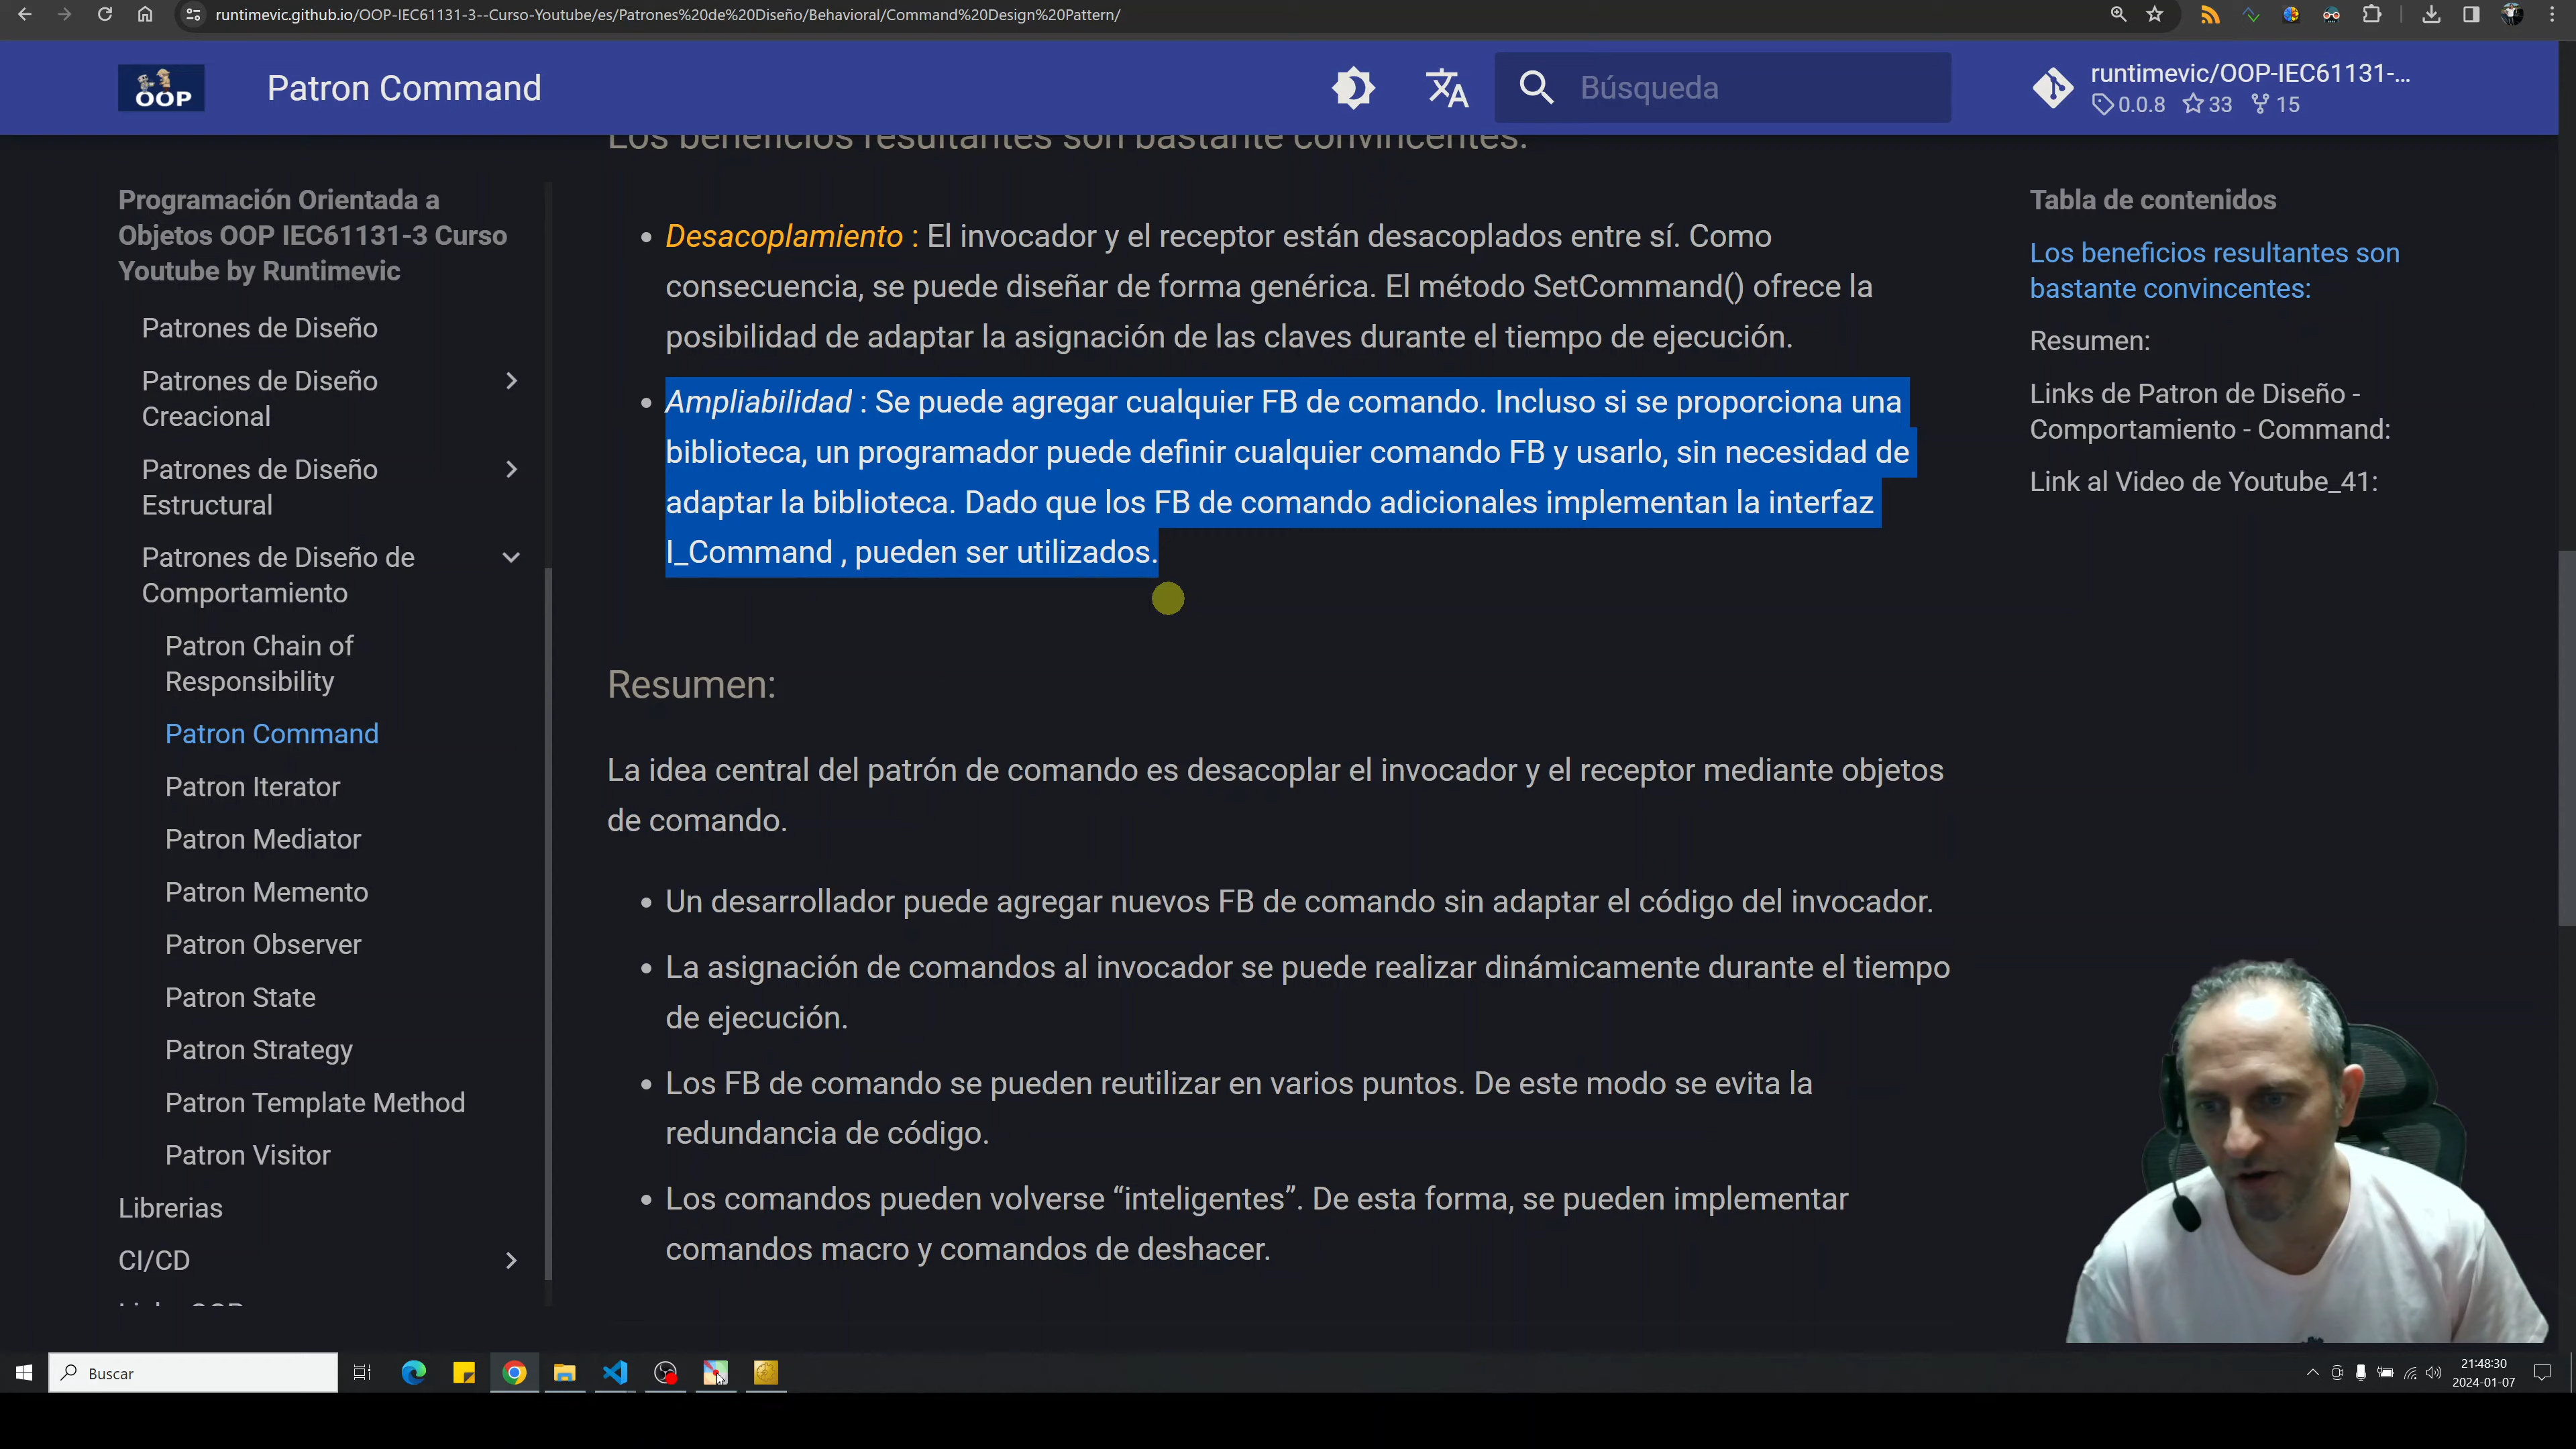 runtimevic.github.io/OOP-IEC61131-3--Curso-Youtube/es/Patrones%20de%20Diseño/Behavioral/Command%20Design%20Pattern/
OOP
Patron Command
Búsqueda
runtimevic/OOP-IEC61131-...
0.0.8 33 15
Programación Orientada a
Objetos OOP IEC61131-3 Curso
Youtube by Runtimevic
Patrones de Diseño
Patrones de Diseño
Creacional
Patrones de Diseño
Estructural
Patrones de Diseño de
Comportamiento
Patron Chain of
Responsibility
Patron Command
Patron Iterator
Patron Mediator
Patron Memento
Patron Observer
Patron State
Patron Strategy
Patron Template Method
Patron Visitor
Librerias
CI/CD
Los beneficios resultantes son bastante convincentes:
• Desacoplamiento : El invocador y el receptor están desacoplados entre sí. Como
consecuencia, se puede diseñar de forma genérica. El método SetCommand() ofrece la
posibilidad de adaptar la asignación de las claves durante el tiempo de ejecución.
• Ampliabilidad : Se puede agregar cualquier FB de comando. Incluso si se proporciona una
biblioteca, un programador puede definir cualquier comando FB y usarlo, sin necesidad de
adaptar la biblioteca. Dado que los FB de comando adicionales implementan la interfaz
I_Command , pueden ser utilizados.
Resumen:
La idea central del patrón de comando es desacoplar el invocador y el receptor mediante objetos
de comando.
• Un desarrollador puede agregar nuevos FB de comando sin adaptar el código del invocador.
• La asignación de comandos al invocador se puede realizar dinámicamente durante el tiempo
de ejecución.
• Los FB de comando se pueden reutilizar en varios puntos. De este modo se evita la
redundancia de código.
• Los comandos pueden volverse “inteligentes”. De esta forma, se pueden implementar
comandos macro y comandos de deshacer.
Tabla de contenidos
Los beneficios resultantes son
bastante convincentes:
Resumen:
Links de Patron de Diseño -
Comportamiento - Command:
Link al Video de Youtube_41:
Buscar
21:48:30
2024-01-07